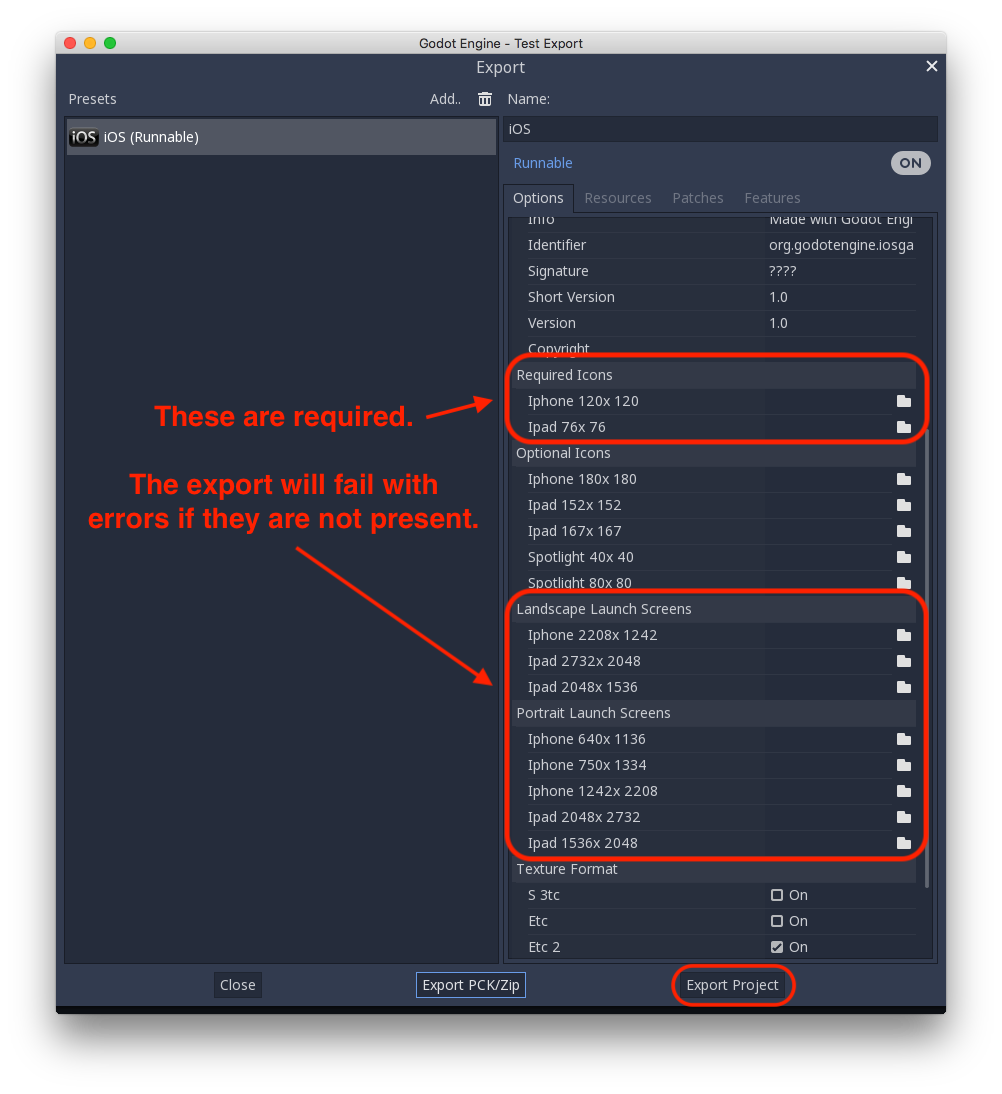 Godot Engine - Test Export
Export
Presets
Add..
Name:
iOS iOS (Runnable)
iOS
Runnable
ON
Options Resources Patches Features
Info Made with Godot Engi
Identifier org.godotengine.iosga
Signature ????
Short Version 1.0
Version 1.0
Copyright
Required Icons
Iphone 120x 120
Ipad 76x 76
Optional Icons
Iphone 180x 180
Ipad 152x 152
Ipad 167x 167
Spotlight 40x 40
Spotlight 80x 80
Landscape Launch Screens
Iphone 2208x 1242
Ipad 2732x 2048
Ipad 2048x 1536
Portrait Launch Screens
Iphone 640x 1136
Iphone 750x 1334
Iphone 1242x 2208
Ipad 2048x 2732
Ipad 1536x 2048
Texture Format
S 3tc On
Etc On
Etc 2 On
These are required.
The export will fail with
errors if they are not present.
Close
Export PCK/Zip
Export Project